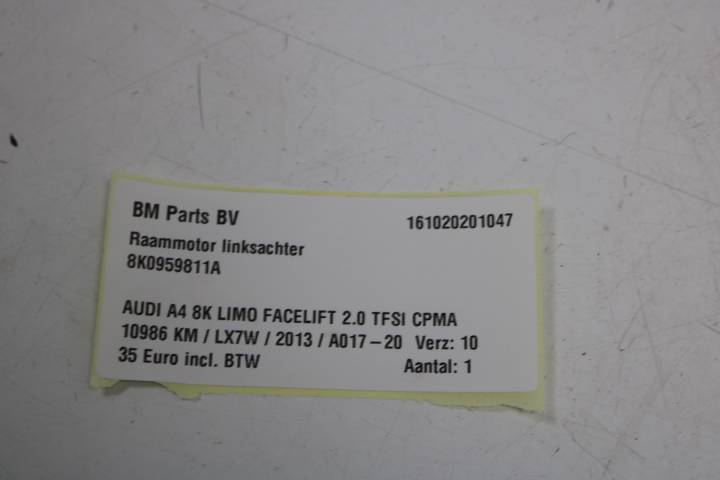 BM Parts BV 161020201047
Raammotor linksachter
8K0959811A
AUDI A4 8K LIMO FACELIFT 2.0 TFSI CPMA
10986 KM / LX7W / 2013 / A017-20 Verz: 10
35 Euro incl. BTW Aantal: 1